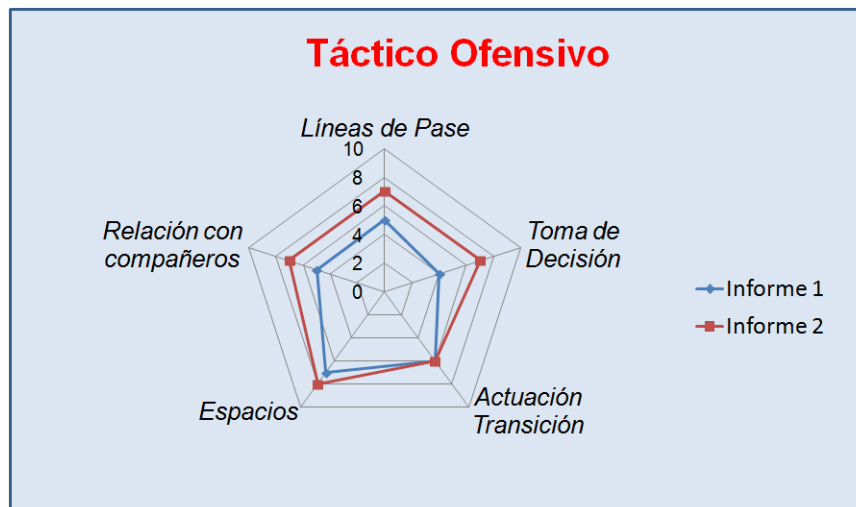 Táctico Ofensivo
Líneas de Pase
10
8
6
4
2
0
Relación con
compañeros
Toma de
Decisión
Espacios
Actuación
Transición
Informe 1
Informe 2